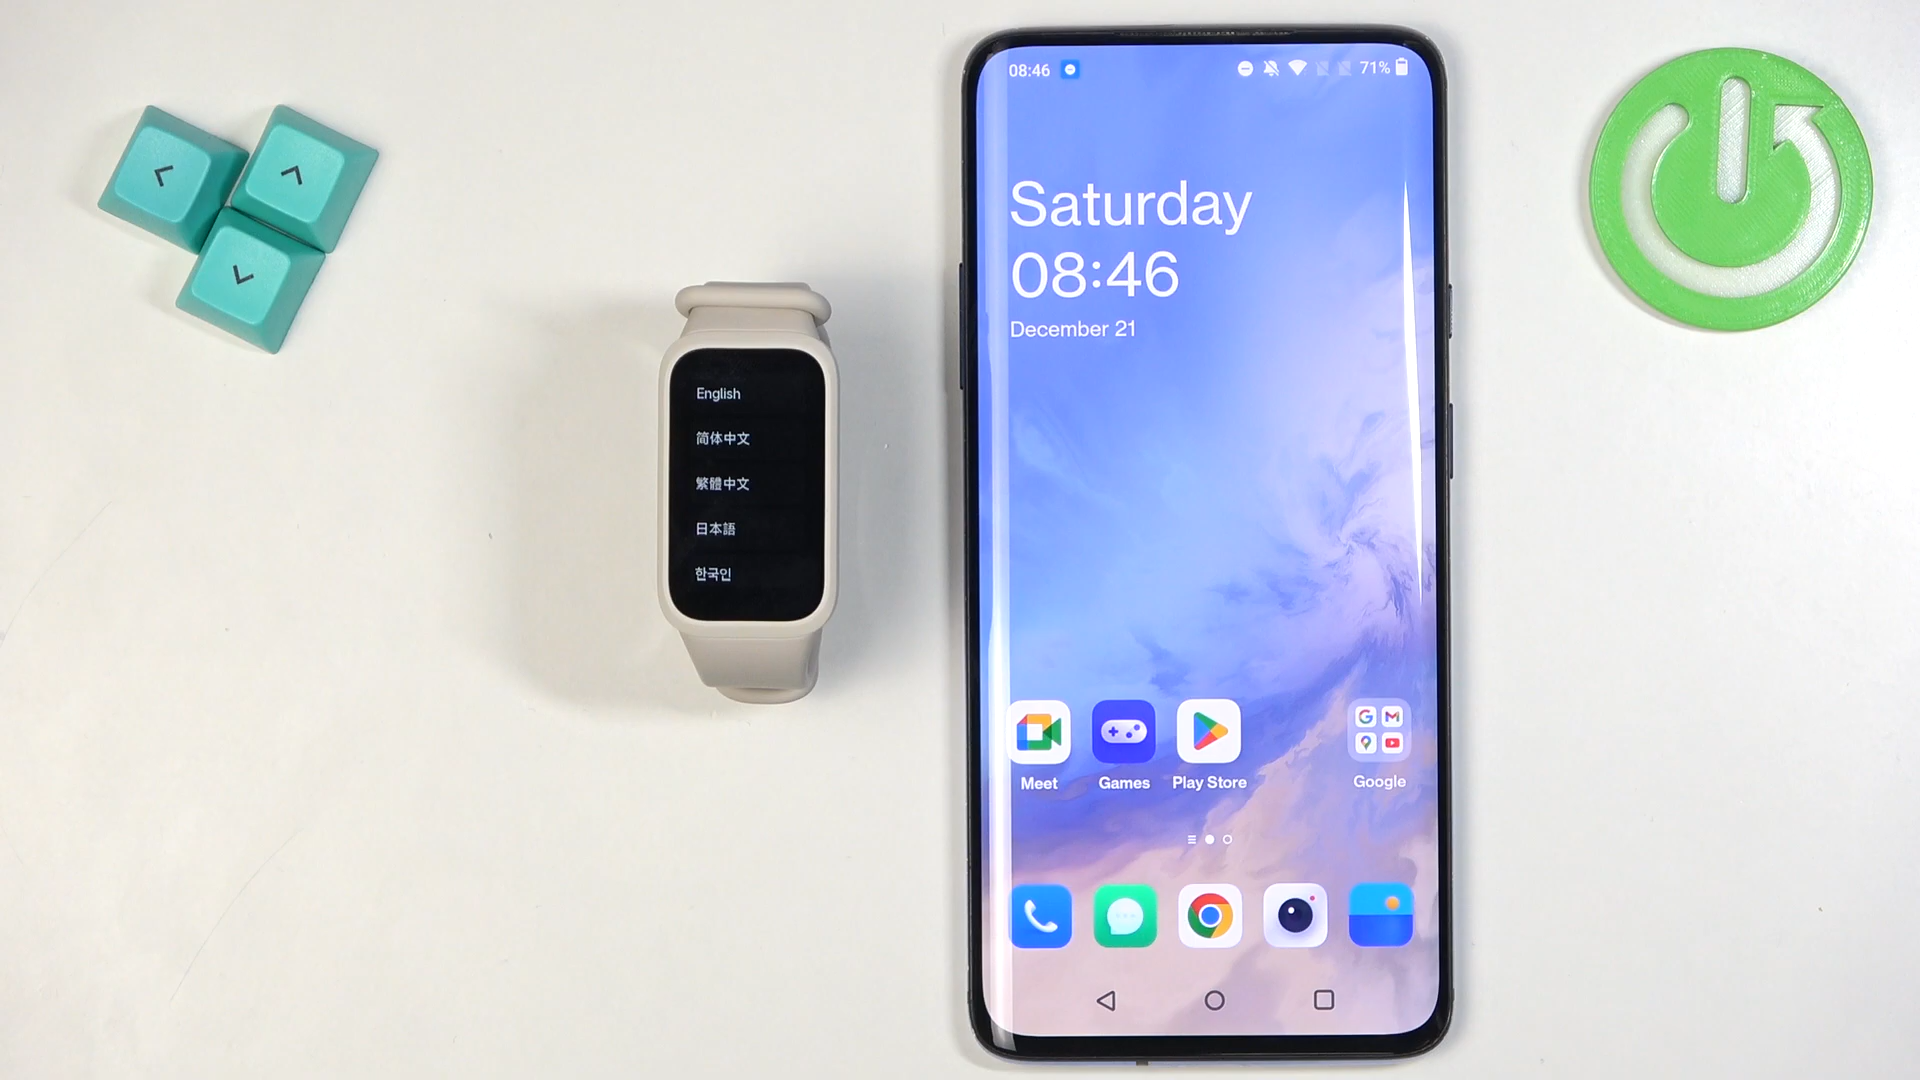 English
简体中文
繁體中文
日本語
한국인
08:46
71%
Saturday
08:46
December 21
Meet
Games
Play Store
Google